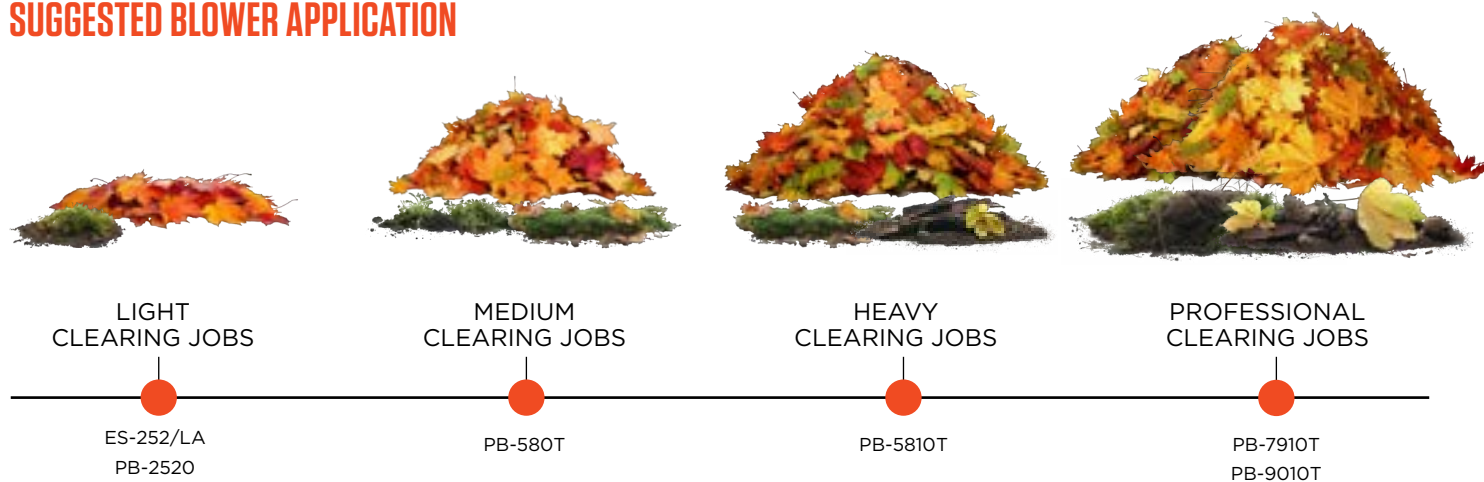 SUGGESTED BLOWER APPLICATION
LIGHT
CLEARING JOBS
MEDIUM
CLEARING JOBS
HEAVY
CLEARING JOBS
PROFESSIONAL
CLEARING JOBS
ES-252/LA
PB-2520
PB-580T
PB-5810T
PB-7910T
PB-9010T